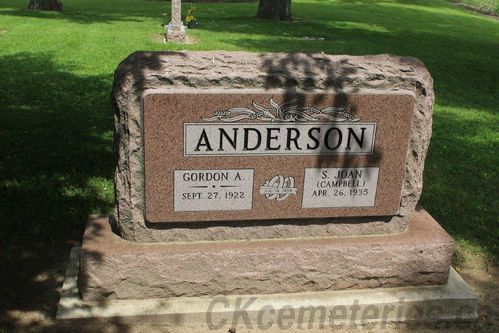 ANDERSON
GORDON A.
SEPT. 27, 1922
S. JOAN
(CAMPBELL)
APR. 26, 1935
CKcemeteries